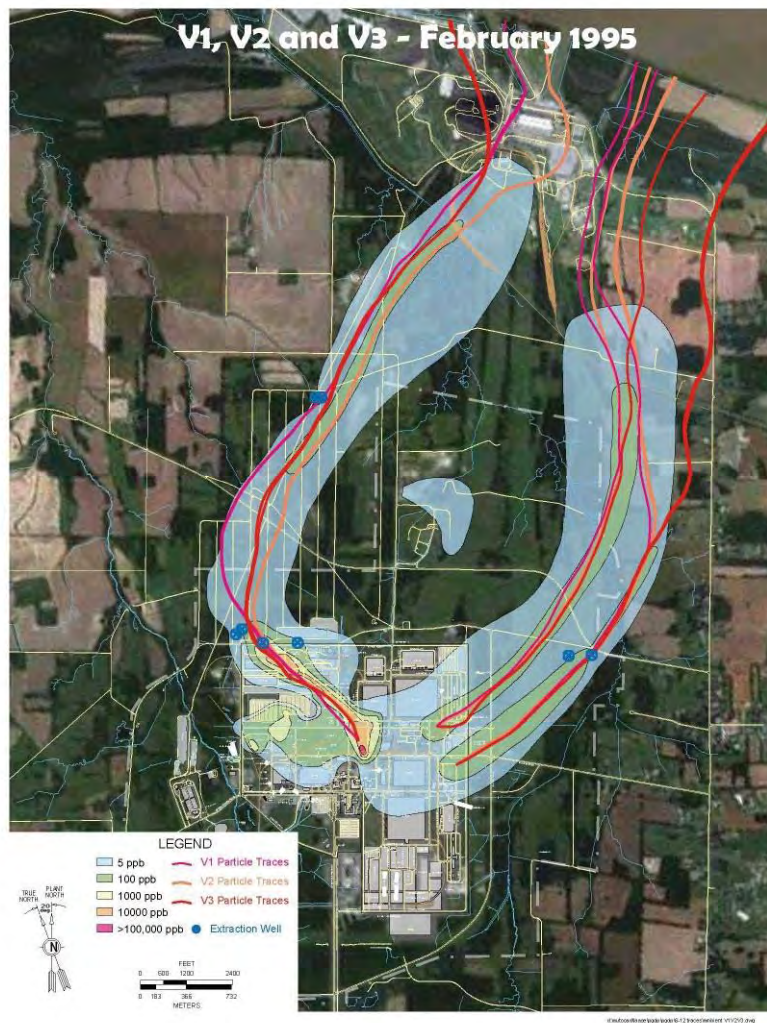 V1, V2 and V3 - February 1995
LEGEND
5 ppb
100 ppb
1000 ppb
10000 ppb
>100,000 ppb
V1 Particle Traces
V2 Particle Traces
V3 Particle Traces
Extraction Well
TRUE NORTH
PLANT NORTH
N
FEET
0 600 1200 2400
0 183 366 732
METERS